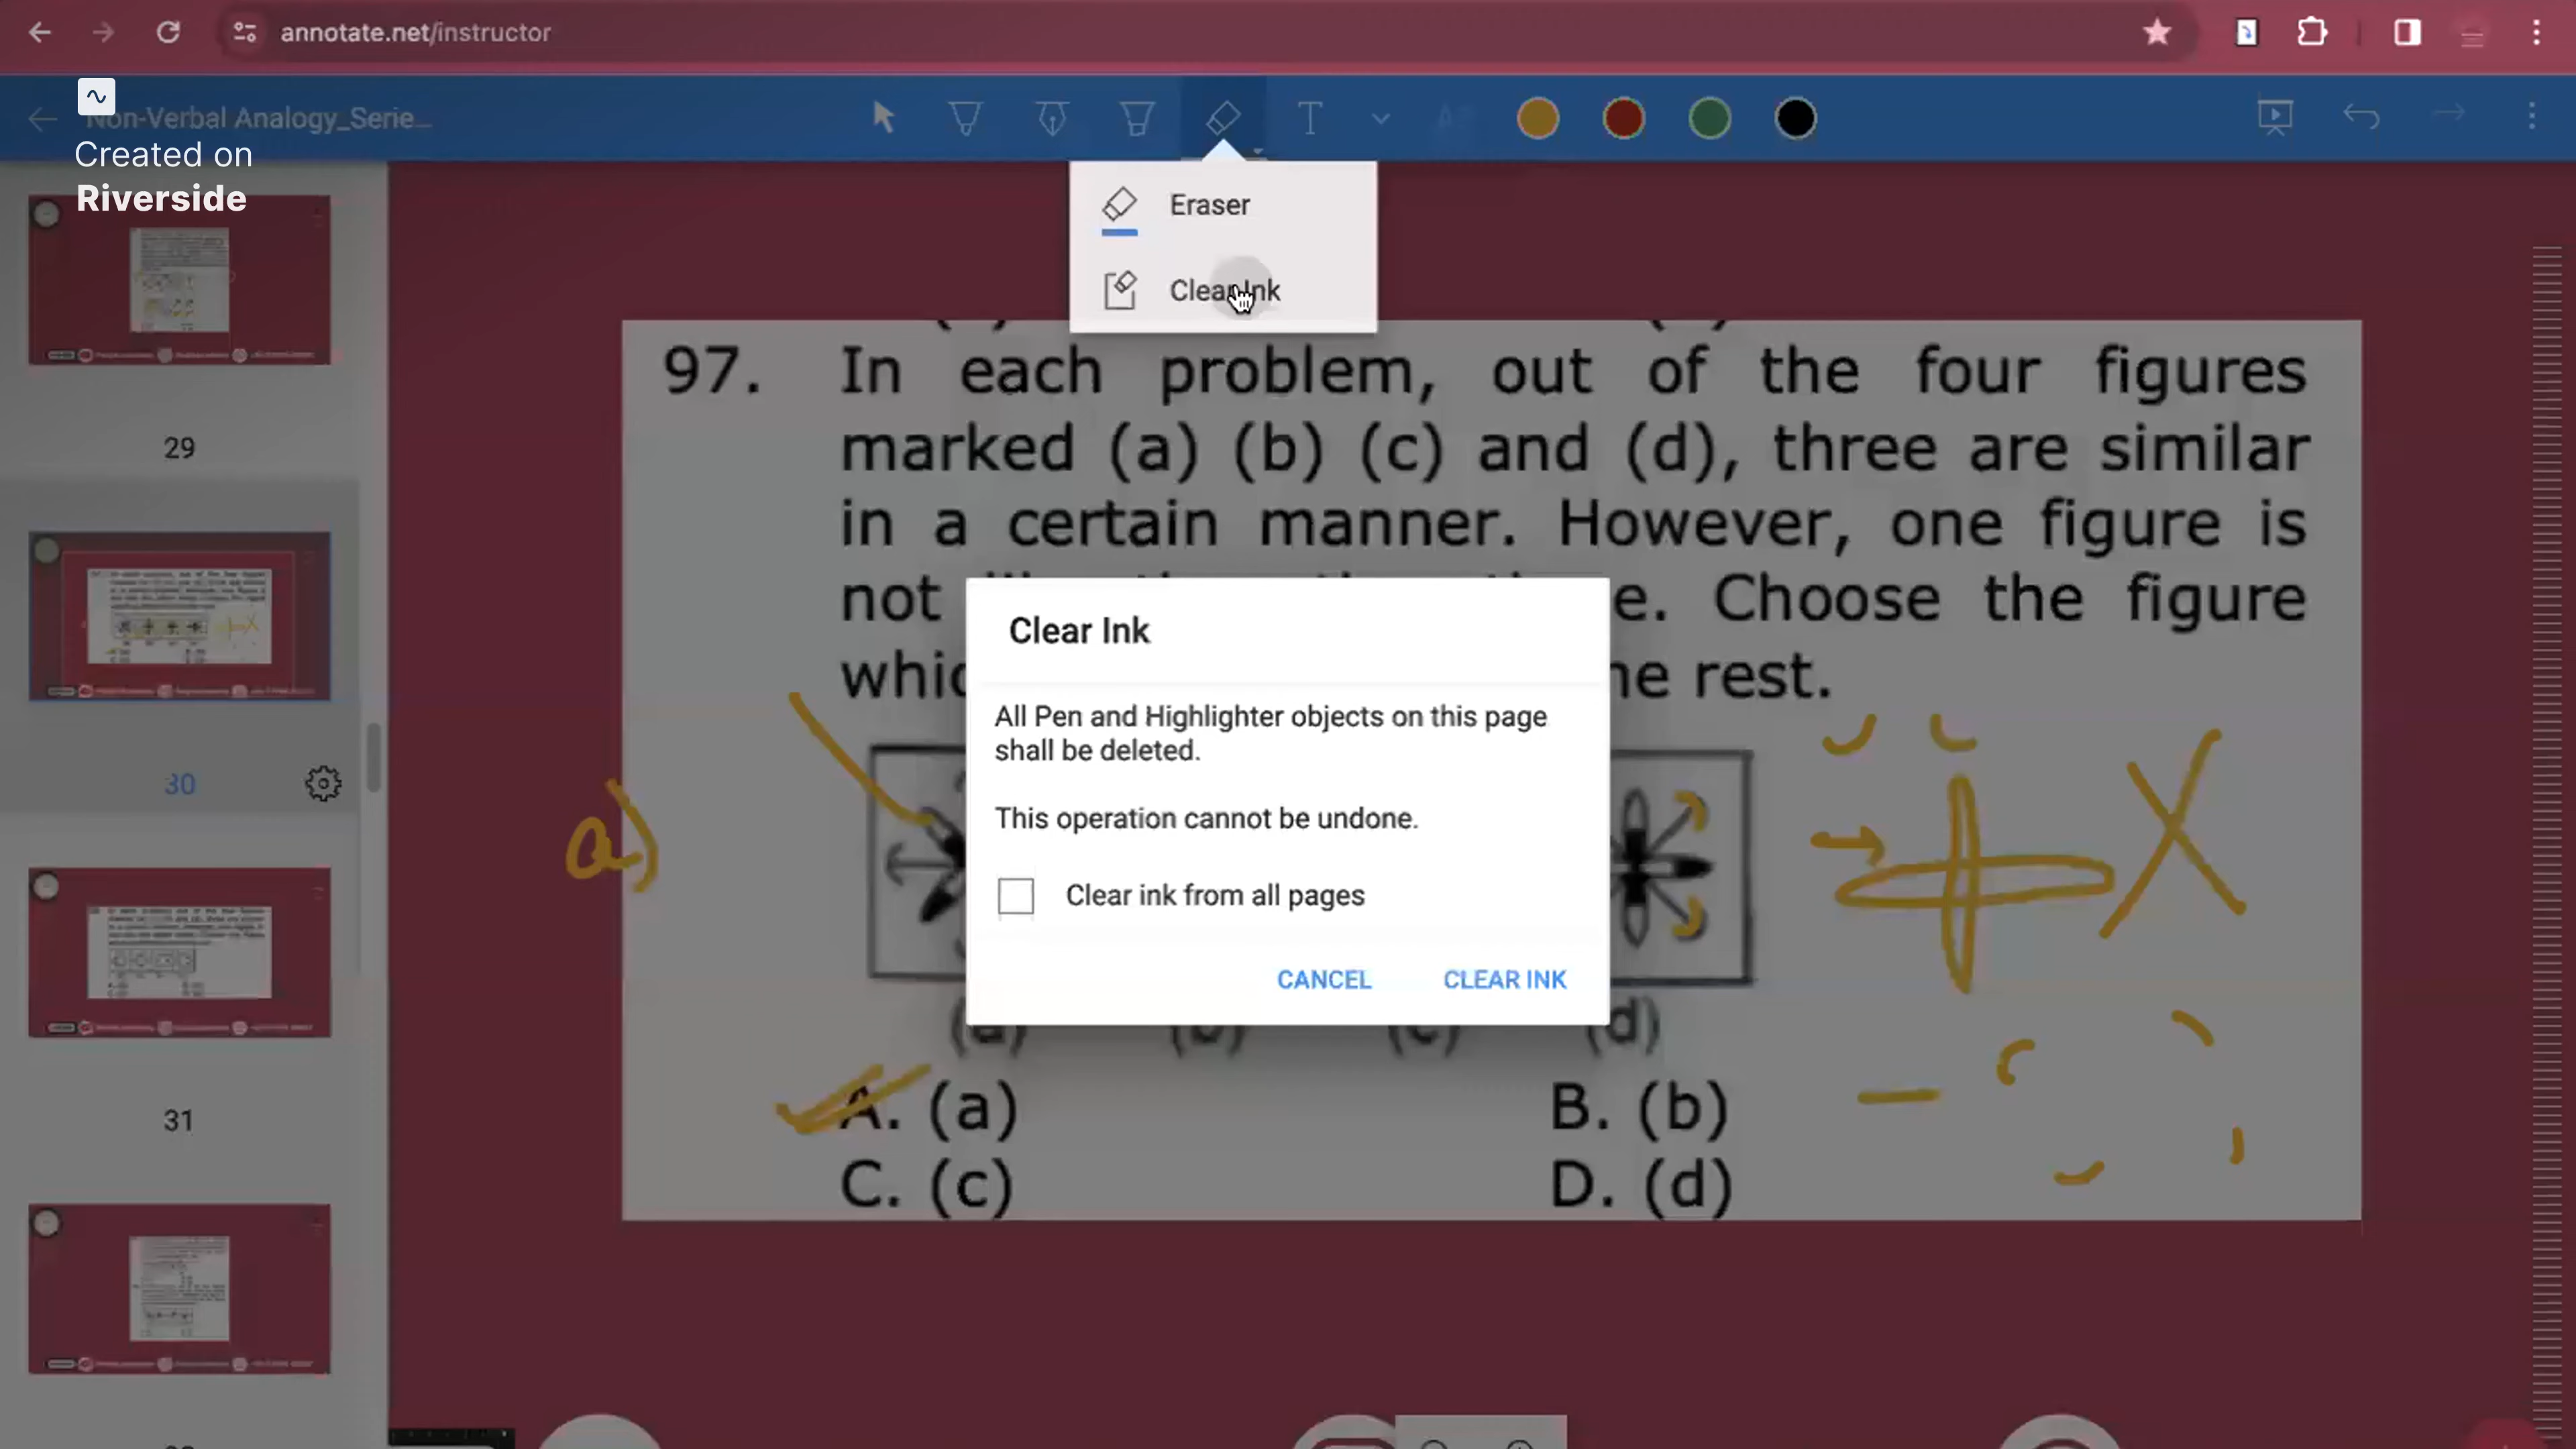 annotate.net/instructor
Non-Verbal Analogy_Serie...
Created on
Riverside
T
Eraser
Clear Ink
29
30
31
97. In each problem, out of the four figures
marked (a) (b) (c) and (d), three are similar
in a certain manner. However, one figure is
not e. Choose the figure
rest.
Clear Ink
All Pen and Highlighter objects on this page
shall be deleted.
This operation cannot be undone.
Clear ink from all pages
CANCEL CLEAR INK
a) X
(a) (b) (c) (d)
A. (a) B. (b)
C. (c) D. (d)